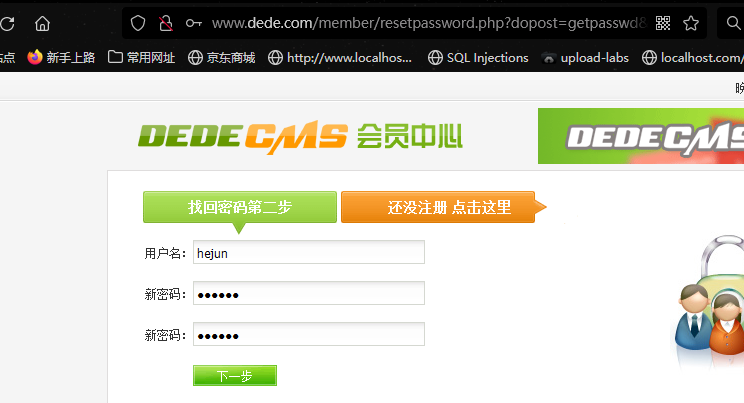 www.dede.com/member/resetpassword.php?dopost=getpasswd&
站点 新手上路 常用网址 京东商城 http://www.localhos... SQL Injections upload-labs localhost.com/
晚
DEDECMS 会员中心 DEDECMS
找回密码第二步 还没注册 点击这里
用户名: hejun
新密码: ●●●●●●
新密码: ●●●●●●
下一步